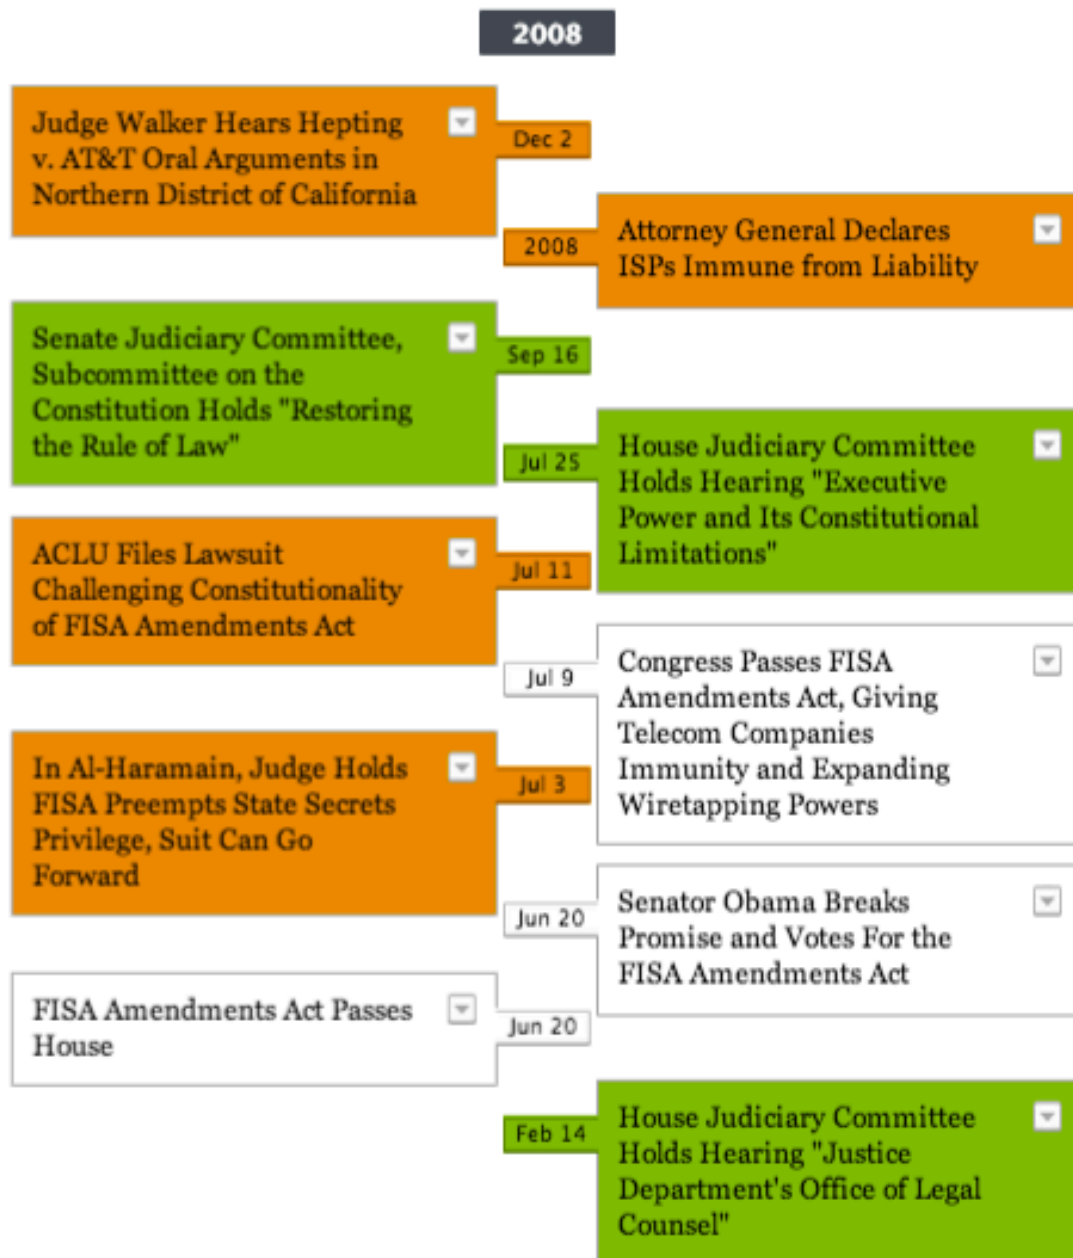 2008
Judge Walker Hears Hepting
v. AT&T Oral Arguments in
Northern District of California
Dec 2
2008
Attorney General Declares
ISPs Immune from Liability
Senate Judiciary Committee,
Subcommittee on the
Constitution Holds "Restoring
the Rule of Law"
Sep 16
Jul 25
House Judiciary Committee
Holds Hearing "Executive
Power and Its Constitutional
Limitations"
ACLU Files Lawsuit
Challenging Constitutionality
of FISA Amendments Act
Jul 11
Jul 9
Congress Passes FISA
Amendments Act, Giving
Telecom Companies
Immunity and Expanding
Wiretapping Powers
In Al-Haramain, Judge Holds
FISA Preempts State Secrets
Privilege, Suit Can Go
Forward
Jul 3
Jun 20
Senator Obama Breaks
Promise and Votes For the
FISA Amendments Act
FISA Amendments Act Passes
House
Jun 20
Feb 14
House Judiciary Committee
Holds Hearing "Justice
Department's Office of Legal
Counsel"